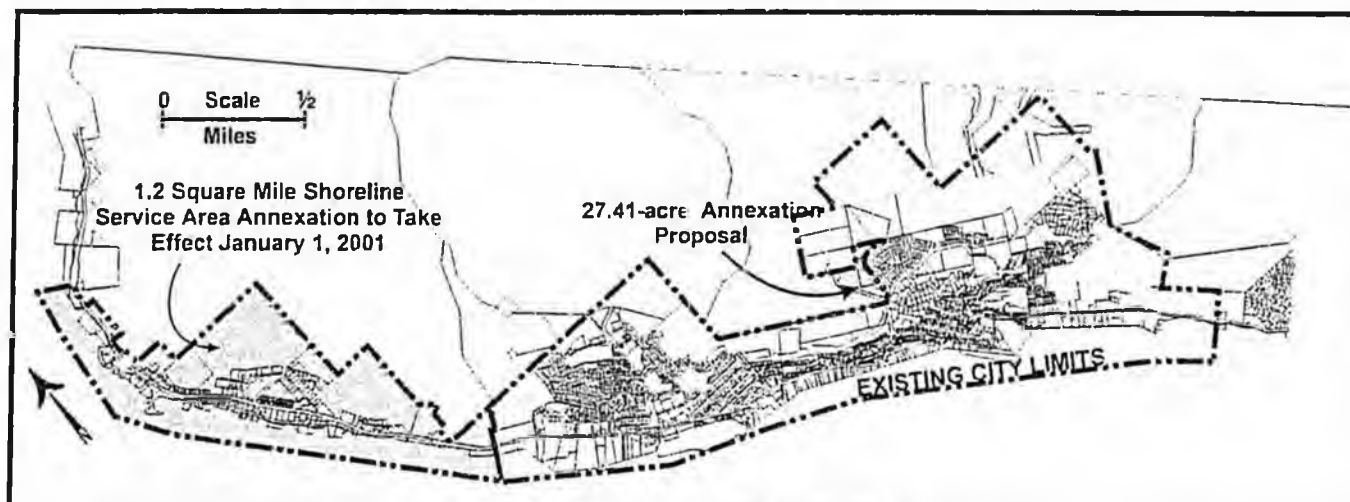 0 Scale ½
Miles
1.2 Square Mile Shoreline
Service Area Annexation to Take
Effect January 1, 2001
27.41-acre Annexation
Proposal
EXISTING CITY LIMITS